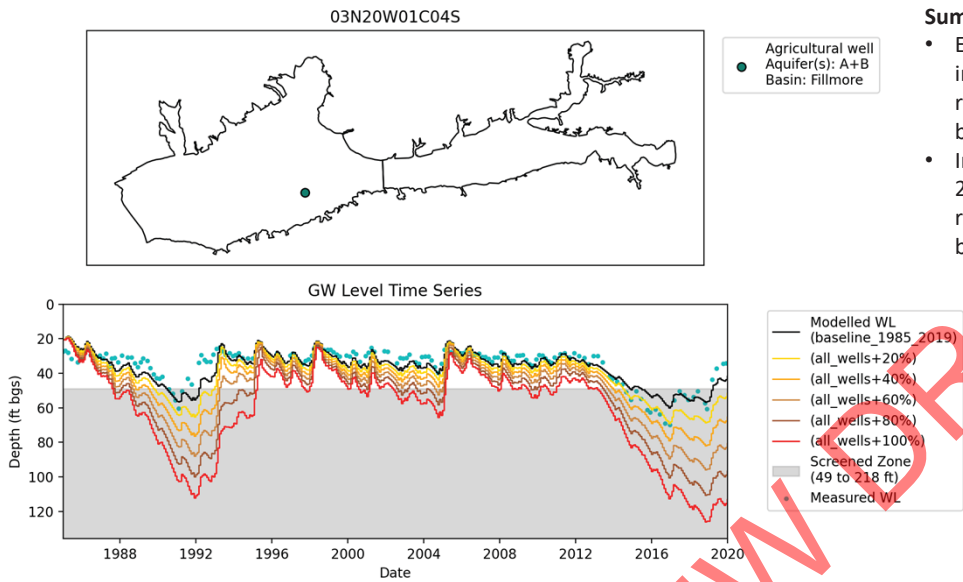 03N20W01C04S
Agricultural well
Aquifer(s): A+B
Basin: Fillmore
Sum
•
•
GW Level Time Series
Depth (ft bgs)
0
20
40
60
80
100
120
1988
1992
1996
2000
2004
2008
2012
2016
2020
Date
Modelled WL
(baseline_1985_2019)
(all_wells+20%)
(all_wells+40%)
(all_wells+60%)
(all_wells+80%)
(all_wells+100%)
Screened Zone
(49 to 218 ft)
Measured WL
W DR